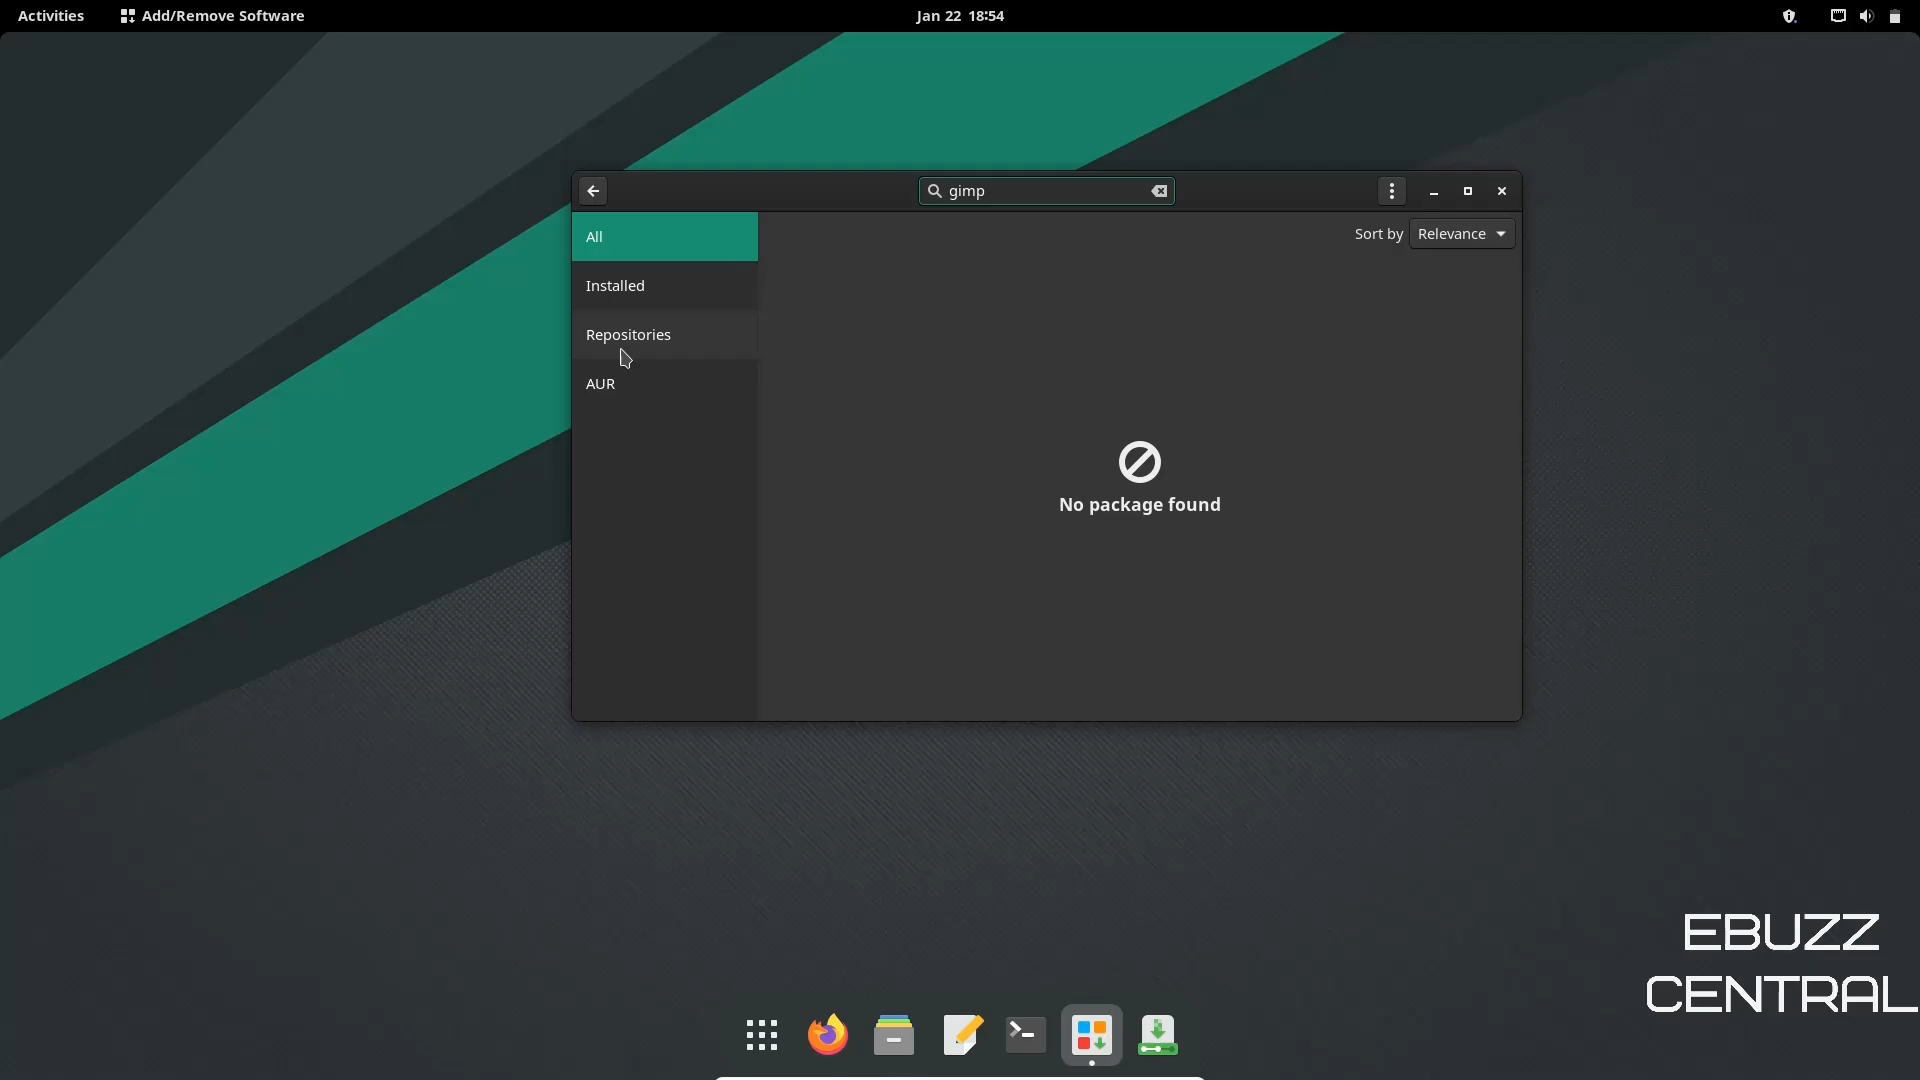 Activities
Add/Remove Software
Jan 22 18:54
gimp
All
Sort by Relevance
Installed
Repositories
AUR
No package found
EBUZZ
CENTRAL